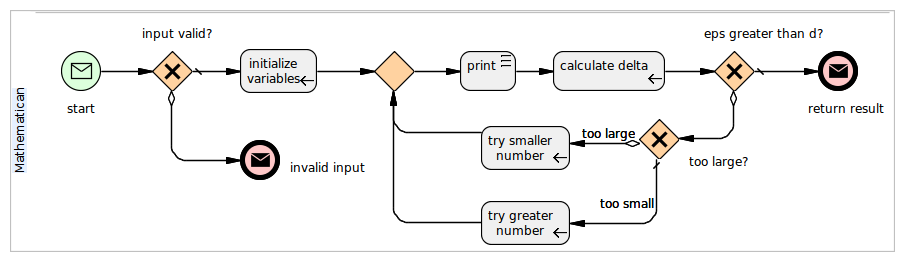 input valid?
eps greater than d?
initialize
variables
print
calculate delta
start
return result
Mathematican
too large
try smaller
number
too large?
invalid input
too small
try greater
number